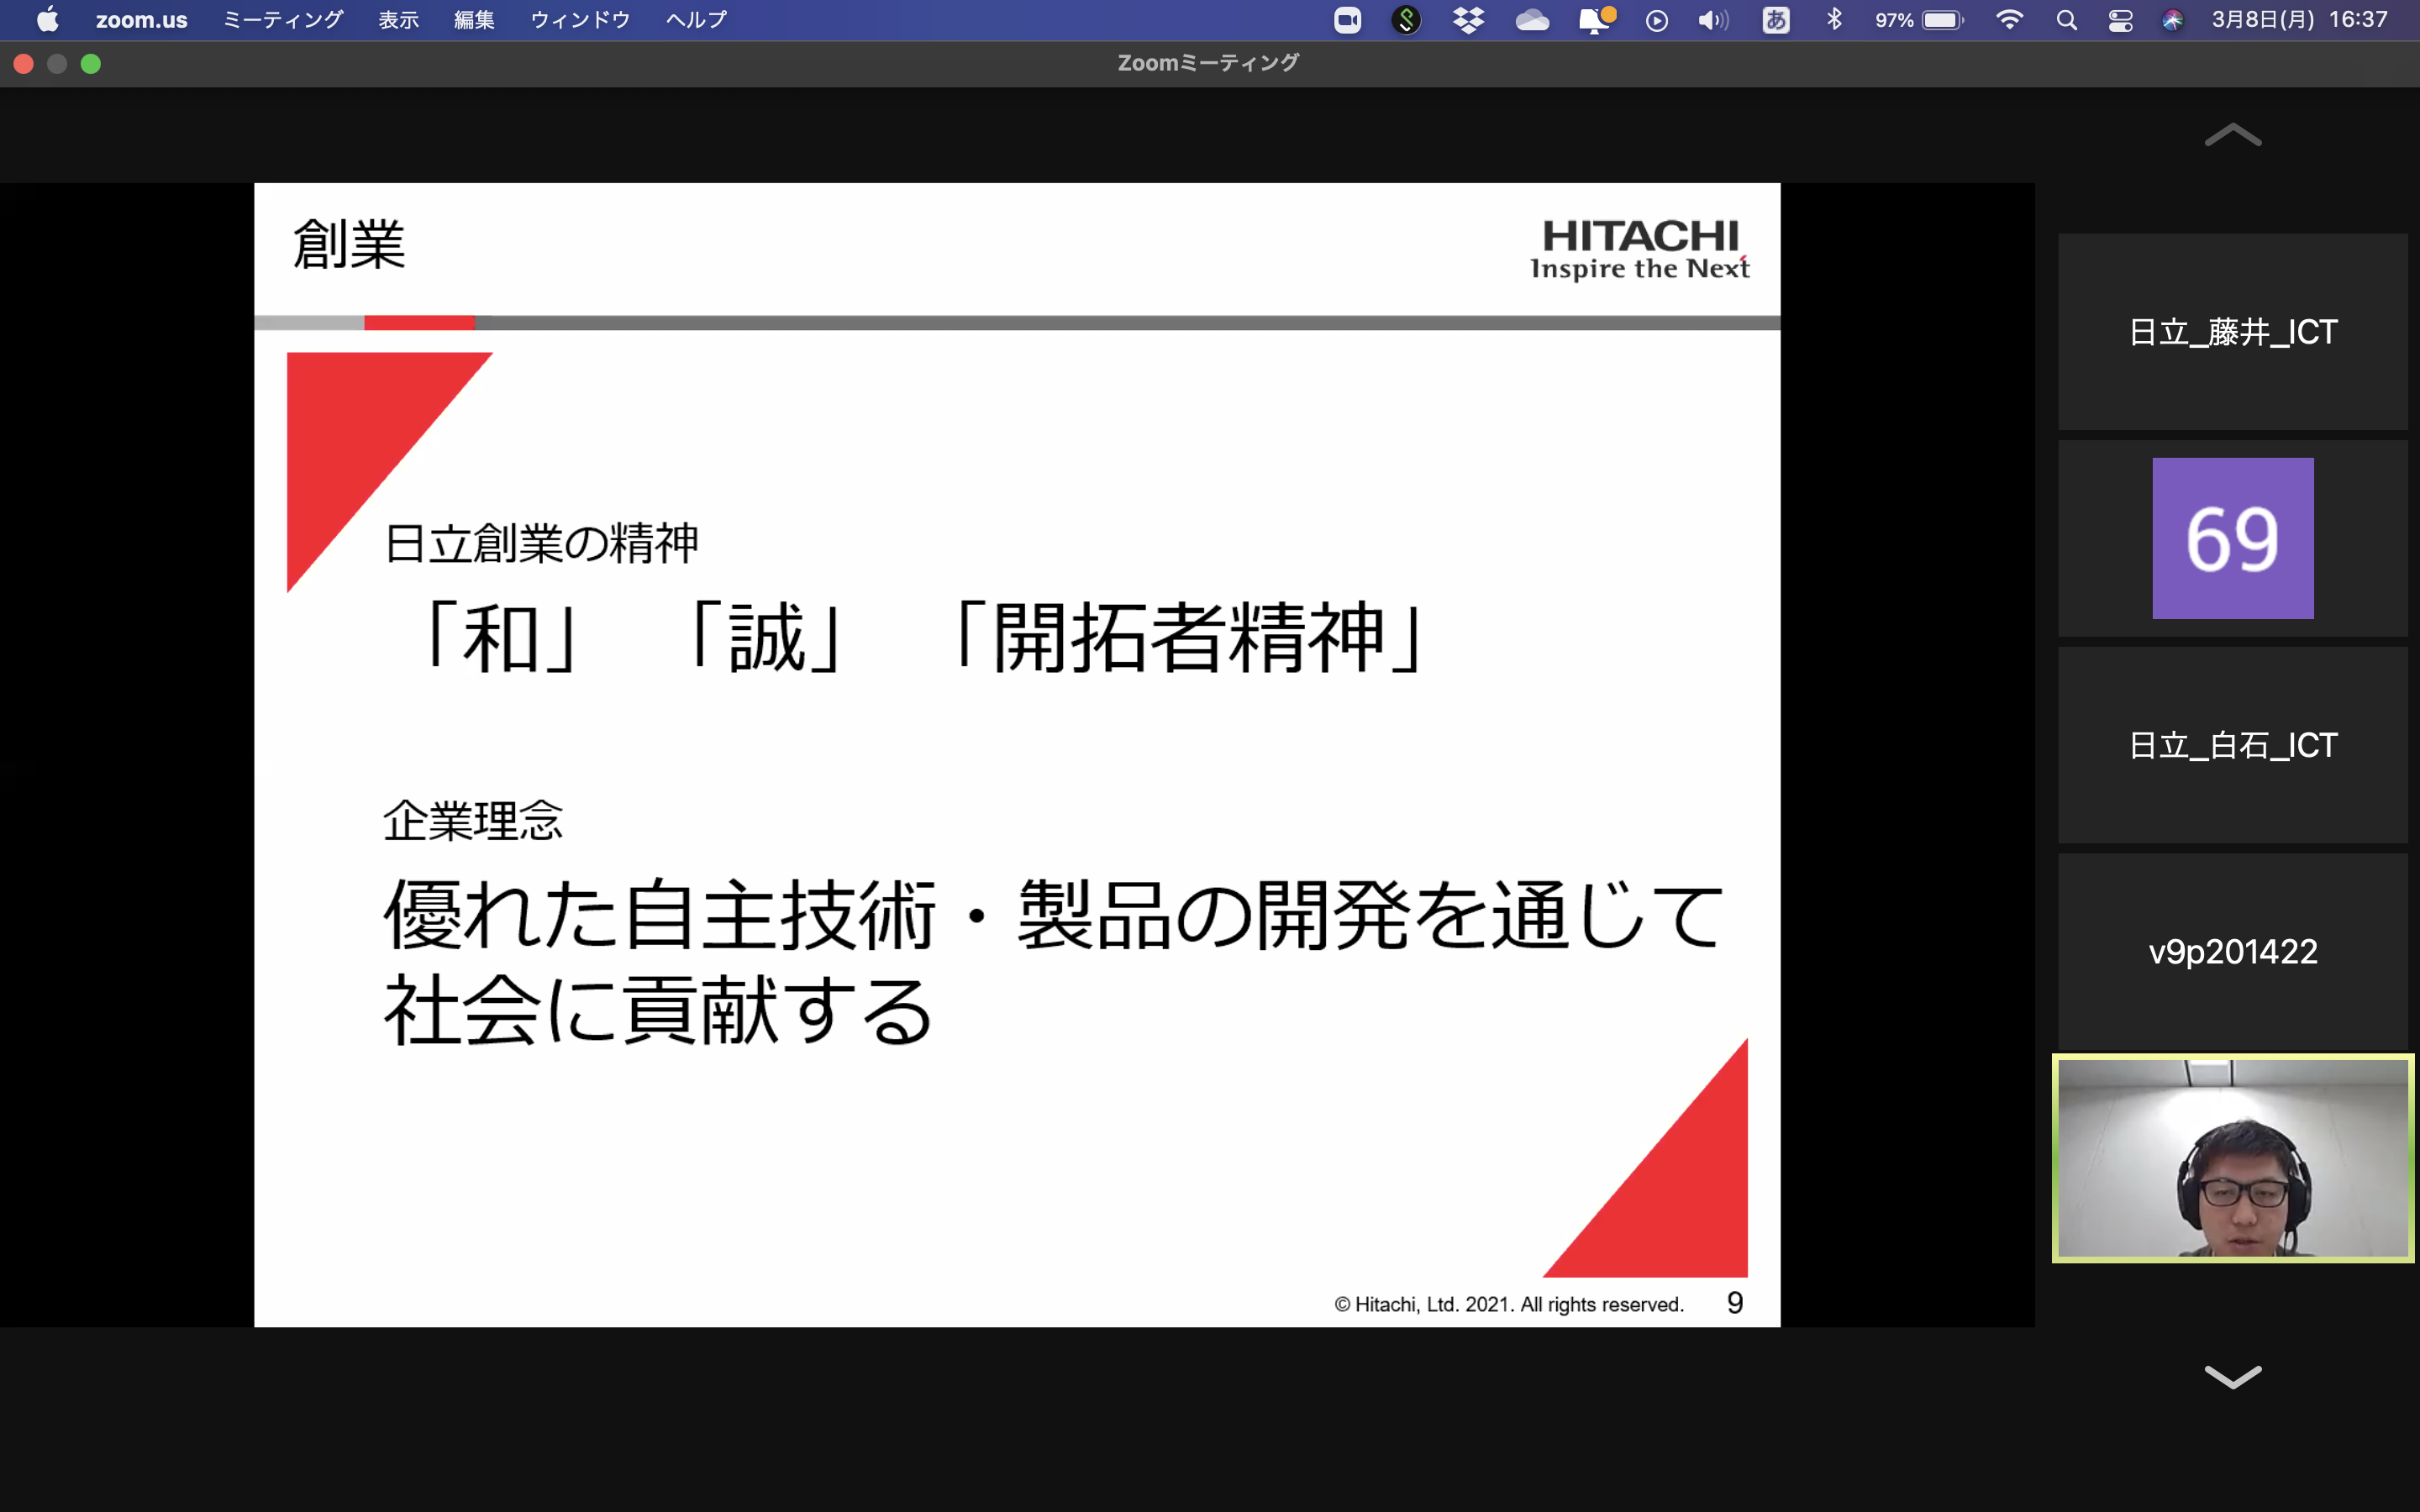 zoom.us ミーティング 表示 編集 ウィンドウ ヘルプ あ 97% 3月8日(月) 16:37
Zoomミーティング
創業
HITACHI
Inspire the Next
日立創業の精神
「和」 「誠」 「開拓者精神」
企業理念
優れた自主技術・製品の開発を通じて
社会に貢献する
© Hitachi, Ltd. 2021. All rights reserved. 9
日立_藤井_ICT
69
日立_白石_ICT
v9p201422